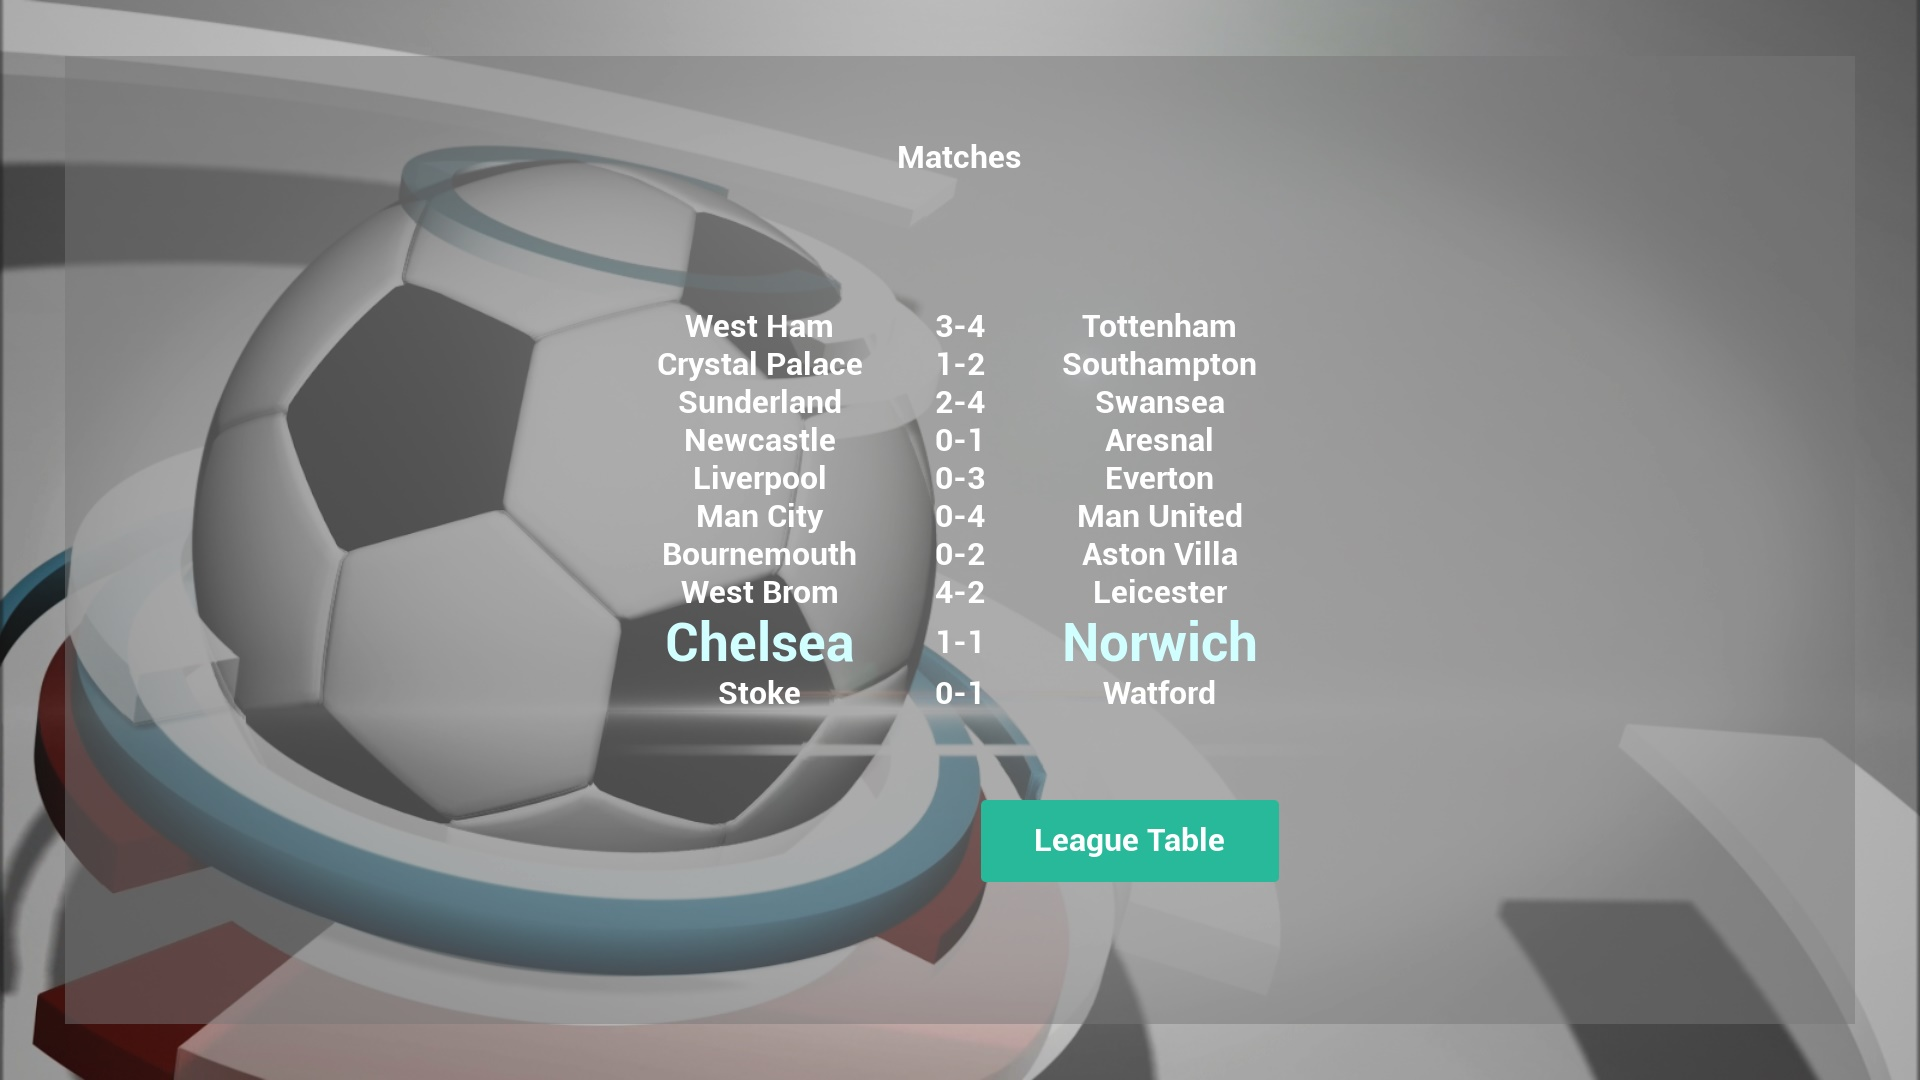 Matches
West Ham 3-4 Tottenham
Crystal Palace 1-2 Southampton
Sunderland 2-4 Swansea
Newcastle 0-1 Aresnal
Liverpool 0-3 Everton
Man City 0-4 Man United
Bournemouth 0-2 Aston Villa
West Brom 4-2 Leicester
Chelsea 1-1 Norwich
Stoke 0-1 Watford
League Table